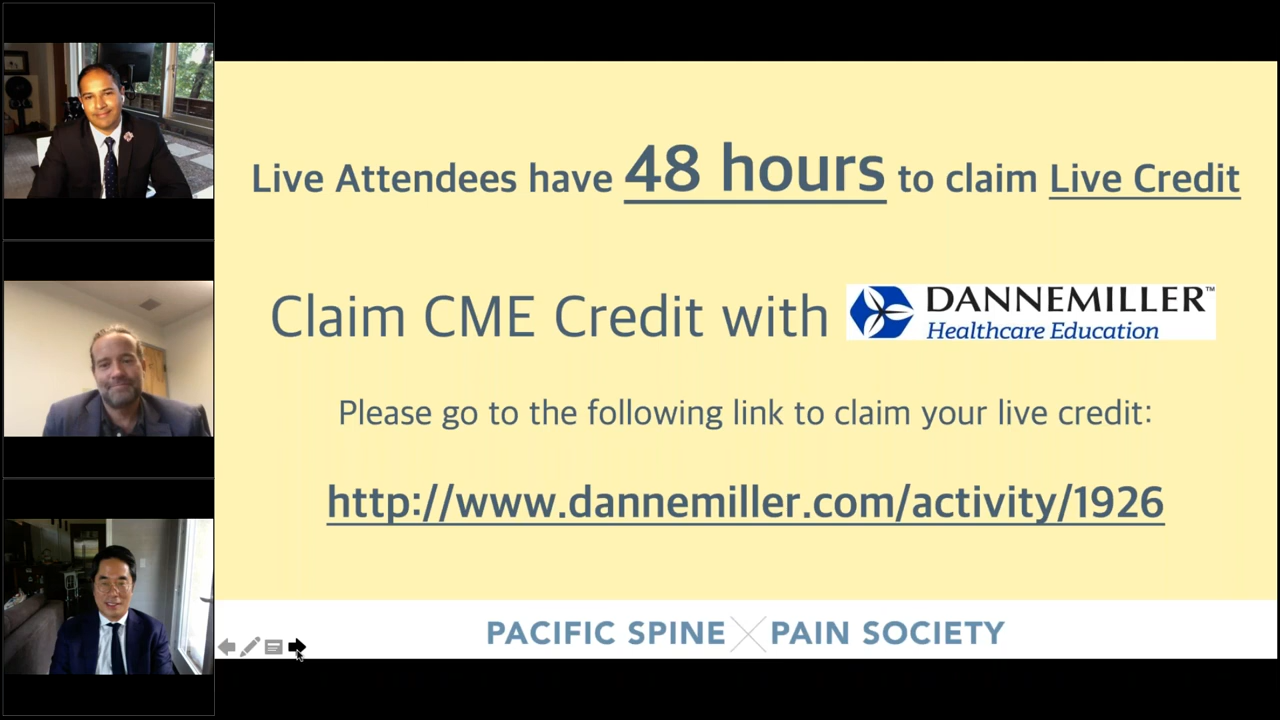 Live Attendees have 48 hours to claim Live Credit
Claim CME Credit with DANNEMILLER™
Healthcare Education
Please go to the following link to claim your live credit:
http://www.dannemiller.com/activity/1926
PACIFIC SPINE PAIN SOCIETY